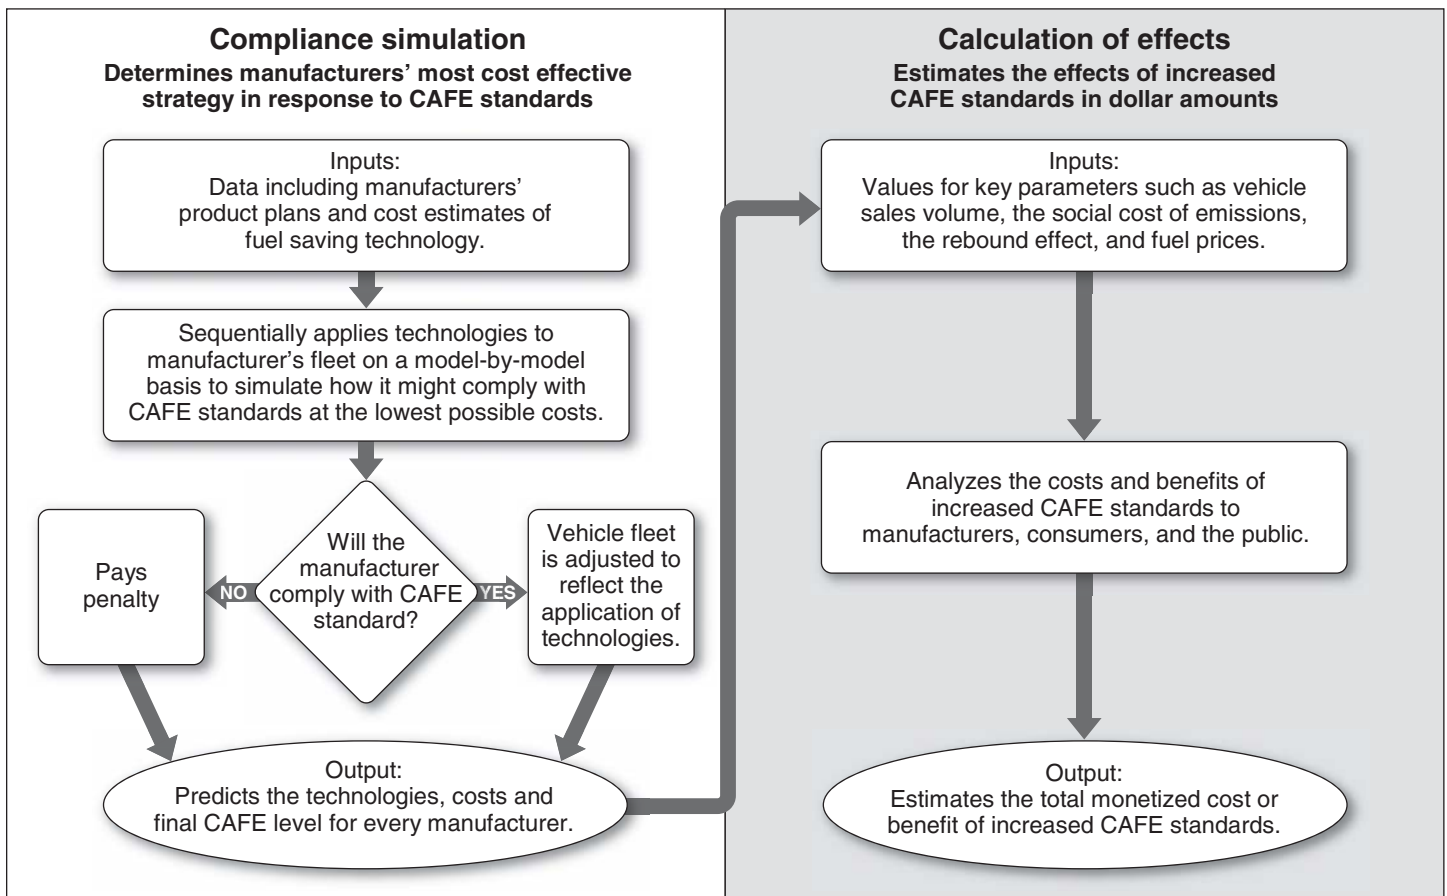 Compliance simulation
Determines manufacturers’ most cost effective
strategy in response to CAFE standards
Inputs:
Data including manufacturers’
product plans and cost estimates of
fuel saving technology.
Sequentially applies technologies to
manufacturer’s fleet on a model-by-model
basis to simulate how it might comply with
CAFE standards at the lowest possible costs.
Will the
manufacturer
comply with CAFE
standard?
NO
Pays
penalty
YES
Vehicle fleet
is adjusted to
reflect the
application of
technologies.
Output:
Predicts the technologies, costs and
final CAFE level for every manufacturer.
Calculation of effects
Estimates the effects of increased
CAFE standards in dollar amounts
Inputs:
Values for key parameters such as vehicle
sales volume, the social cost of emissions,
the rebound effect, and fuel prices.
Analyzes the costs and benefits of
increased CAFE standards to
manufacturers, consumers, and the public.
Output:
Estimates the total monetized cost or
benefit of increased CAFE standards.